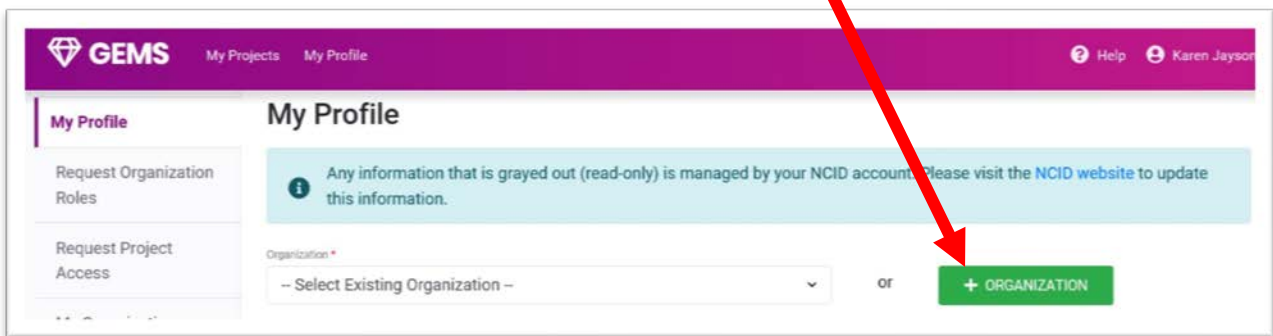 GEMS My Projects My Profile Help Karen Jayson
My Profile
Request Organization
Roles
Request Project
Access
My Profile
Any information that is grayed out (read-only) is managed by your NCID account. Please visit the NCID website to update
this information.
Organization *
-- Select Existing Organization --
or
+ ORGANIZATION